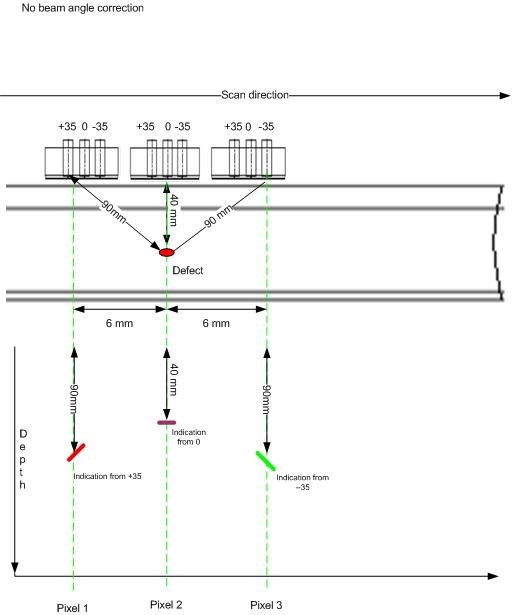 No beam angle correction
Scan direction
+35 0 -35
+35 0 -35
+35 0 -35
90mm
40 mm
90 mm
Defect
6 mm
6 mm
90mm
40 mm
90mm
Depth
Indication
from 0
Indication from +35
Indication from
–35
Pixel 1
Pixel 2
Pixel 3